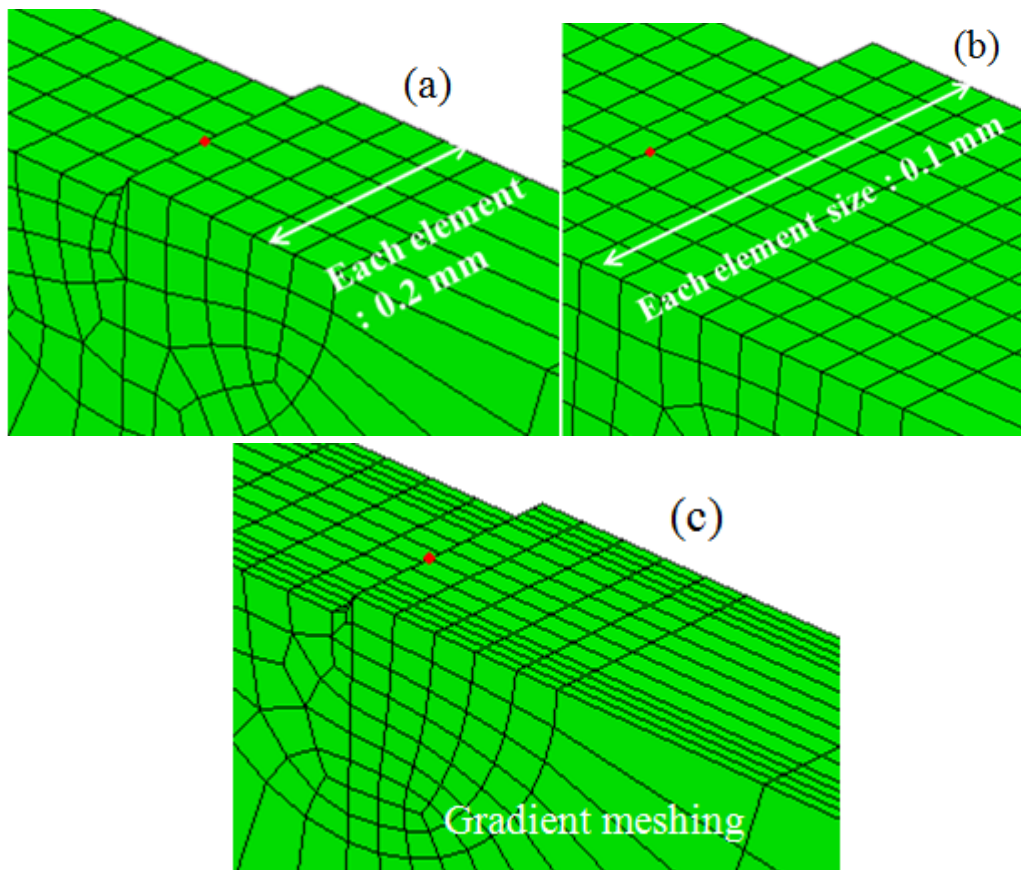 (a)
Each element
: 0.2 mm
(b)
Each element size : 0.1 mm
(c)
Gradient meshing